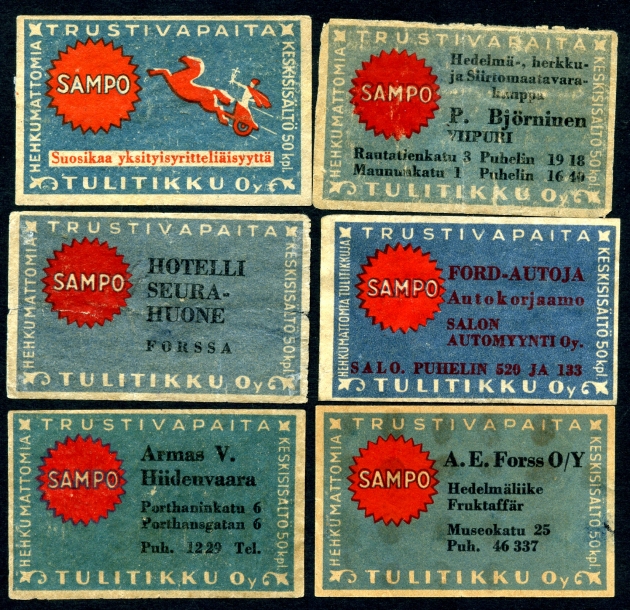 TRUSTIVAPAITA
HEHKUMATTOMIA
SAMPO
KESKISISÄLTÖ 50 kpl.
Suosikaa yksityisyritteliäisyyttä
TULITIKKU Oy
TRUSTIVAPAITA
HEHKUMATTOMIA
SAMPO
Hedelmä-, herkku-
ja Siirtomaatavara-
kauppa
P. Björninen
VIIPURI
Rautatienkatu 3 Puhelin 19 18
Maununkatu 1 Puhelin 16 40
KESKISISÄLTÖ 50 kpl.
TULITIKKU Oy
TRUSTIVAPAITA
HEHKUMATTOMIA
SAMPO
HOTELLI
SEURA-
HUONE
FORSSA
KESKISISÄLTÖ 50 kpl.
TULITIKKU Oy
TRUSTIVAPAITA
HEHKUMATTOMIA TULITIKKUJA
SAMPO
FORD-AUTOJA
Autokorjaamo
SALON
AUTOMYYNTI Oy.
SALO. PUHELIN 520 JA 133
KESKISISÄLTÖ 50 kpl.
TULITIKKU Oy
TRUSTIVAPAITA
HEHKUMATTOMIA
SAMPO
Armas V.
Hiidenvaara
Porthaninkatu 6
Porthansgatan 6
Puh. 12 29 Tel.
KESKISISÄLTÖ 50 kpl.
TULITIKKU Oy
TRUSTIVAPAITA
HEHKUMATTOMIA
SAMPO
A. E. Forss O/Y
Hedelmäliike
Fruktaffär
Museokatu 25
Puh. 46 337
KESKISISÄLTÖ 50 kpl.
TULITIKKU Oy